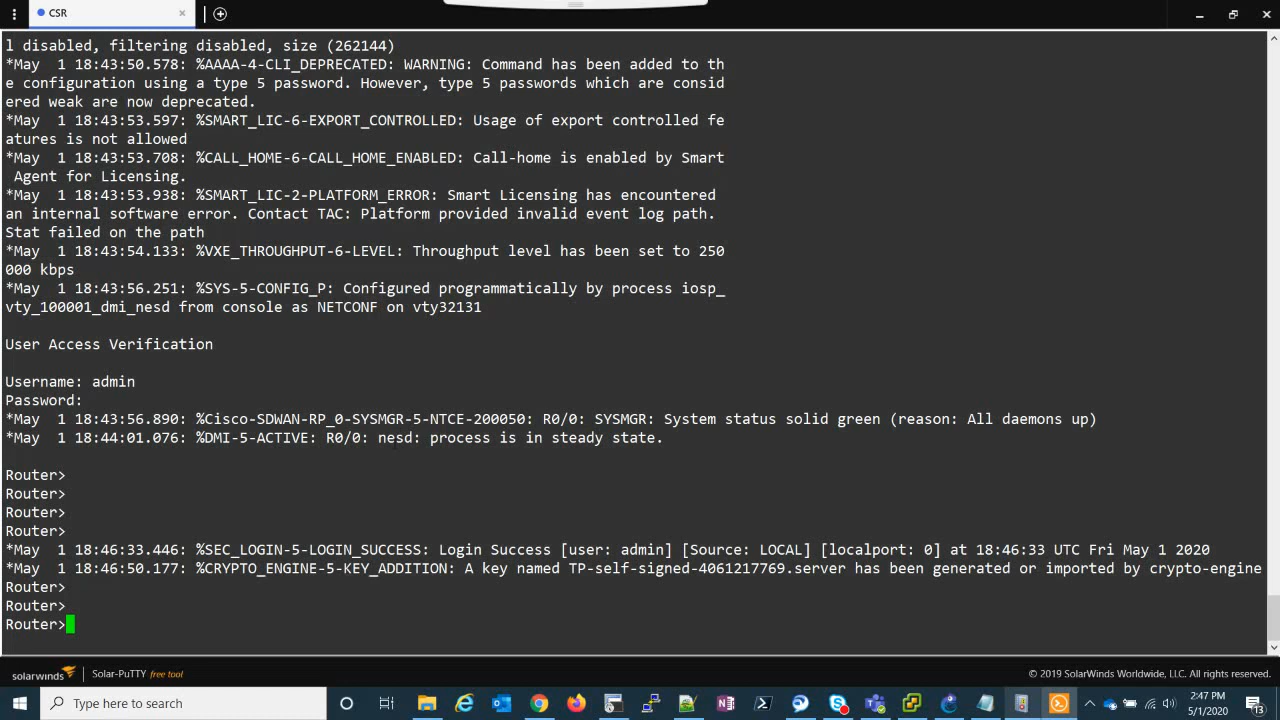 CSR
l disabled, filtering disabled, size (262144)
*May  1 18:43:50.578: %AAAA-4-CLI_DEPRECATED: WARNING: Command has been added to th
e configuration using a type 5 password. However, type 5 passwords which are consid
ered weak are now deprecated.
*May  1 18:43:53.597: %SMART_LIC-6-EXPORT_CONTROLLED: Usage of export controlled fe
atures is not allowed
*May  1 18:43:53.708: %CALL_HOME-6-CALL_HOME_ENABLED: Call-home is enabled by Smart
 Agent for Licensing.
*May  1 18:43:53.938: %SMART_LIC-2-PLATFORM_ERROR: Smart Licensing has encountered
an internal software error. Contact TAC: Platform provided invalid event log path.
Stat failed on the path
*May  1 18:43:54.133: %VXE_THROUGHPUT-6-LEVEL: Throughput level has been set to 250
000 kbps
*May  1 18:43:56.251: %SYS-5-CONFIG_P: Configured programmatically by process iosp_
vty_100001_dmi_nesd from console as NETCONF on vty32131
User Access Verification
Username: admin
Password:
*May  1 18:43:56.890: %Cisco-SDWAN-RP_0-SYSMGR-5-NTCE-200050: R0/0: SYSMGR: System status solid green (reason: All daemons up)
*May  1 18:44:01.076: %DMI-5-ACTIVE: R0/0: nesd: process is in steady state.
Router>
Router>
Router>
Router>
*May  1 18:46:33.446: %SEC_LOGIN-5-LOGIN_SUCCESS: Login Success [user: admin] [Source: LOCAL] [localport: 0] at 18:46:33 UTC Fri May 1 2020
*May  1 18:46:50.177: %CRYPTO_ENGINE-5-KEY_ADDITION: A key named TP-self-signed-4061217769.server has been generated or imported by crypto-engine
Router>
Router>
Router>
solarwinds Solar-PuTTY free tool © 2019 SolarWinds Worldwide, LLC. All rights reserved.
Type here to search
2:47 PM
5/1/2020
13